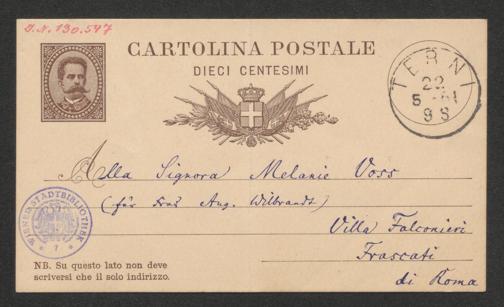 I.N. 130.597
CARTOLINA POSTALE
DIECI CENTESIMI
TERNI
22
5
98
Alla Signora Melanie Voss
(für Frau Aug. Wilbrandt)
Villa Falconieri
Frascati
di Roma
WIENER STADTBIBLIOTHEK
NB. Su questo lato non deve
scriversi che il solo indirizzo.